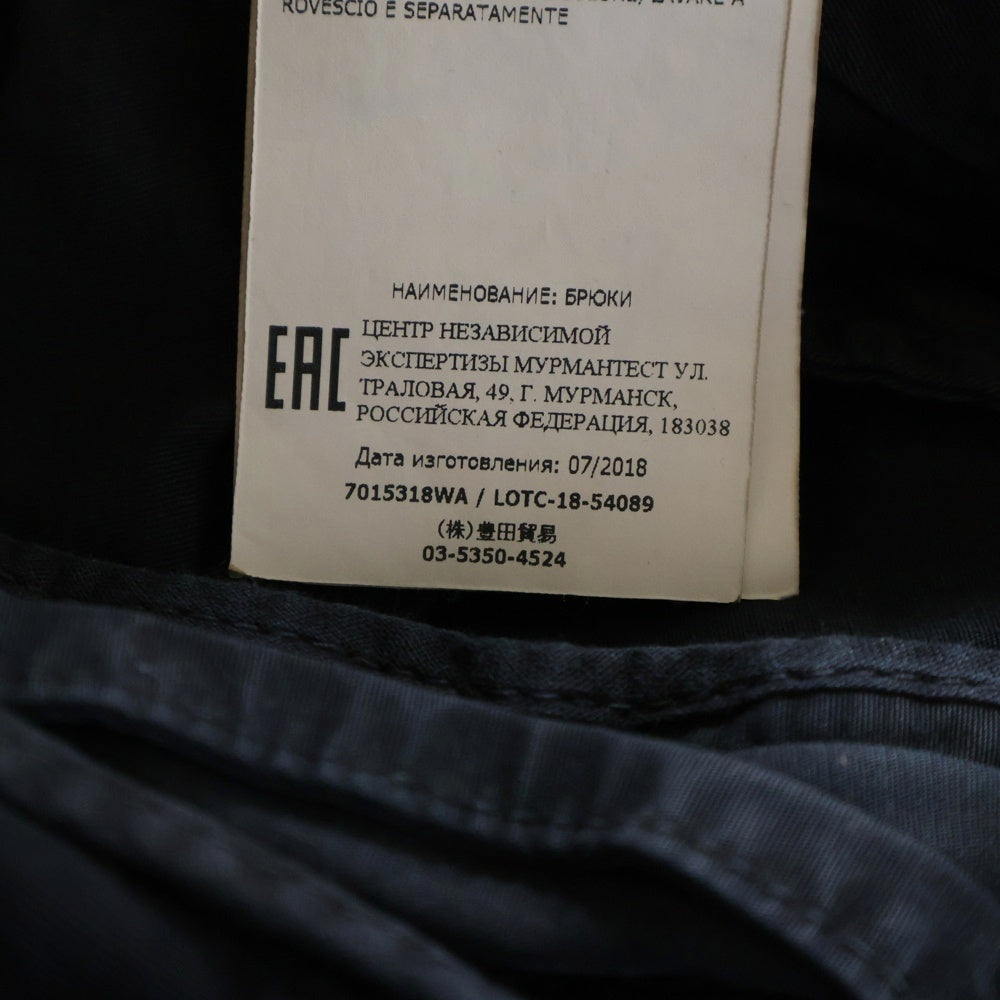 LAVARE A
ROVESCIO E SEPARATAMENTE
НАИМЕНОВАНИЕ: БРЮКИ
EAC
ЦЕНТР НЕЗАВИСИМОЙ
ЭКСПЕРТИЗЫ МУРМАНТЕСТ УЛ.
ТРАЛОВАЯ, 49, Г. МУРМАНСК,
РОССИЙСКАЯ ФЕДЕРАЦИЯ, 183038
Дата изготовления: 07/2018
7015318WA / LOTC-18-54089
(株)豊田貿易
03-5350-4524